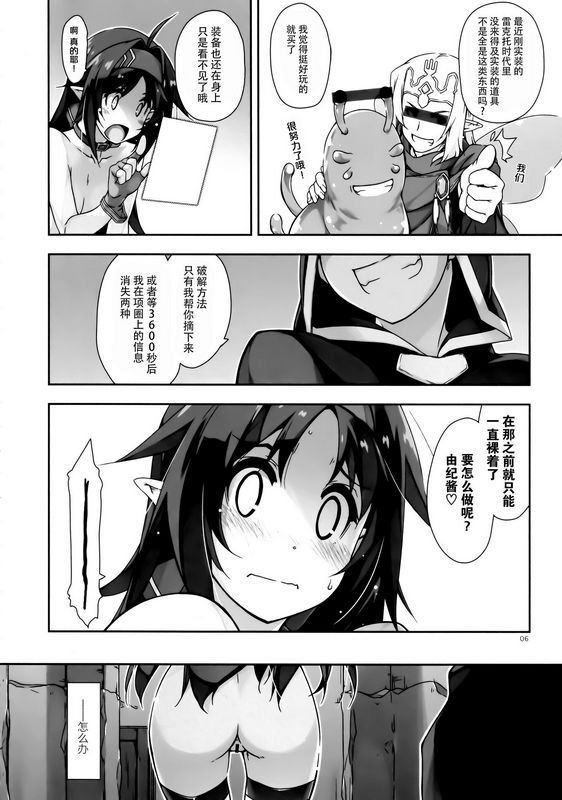 最近刚实装的
雷克托时代里
没来得及实装的道具
不是全是这类东西吗？
我们
我觉得挺好玩的
就买了
很努力了哦！
装备也还在身上
只是看不见了哦
啊 真的耶！
破解方法
只有我帮你摘下来
或者等3600秒后
我在项圈上的信息
消失两种
在那之前就只能
一直裸着了
要怎么做呢？
由纪酱♡
06
——怎么办